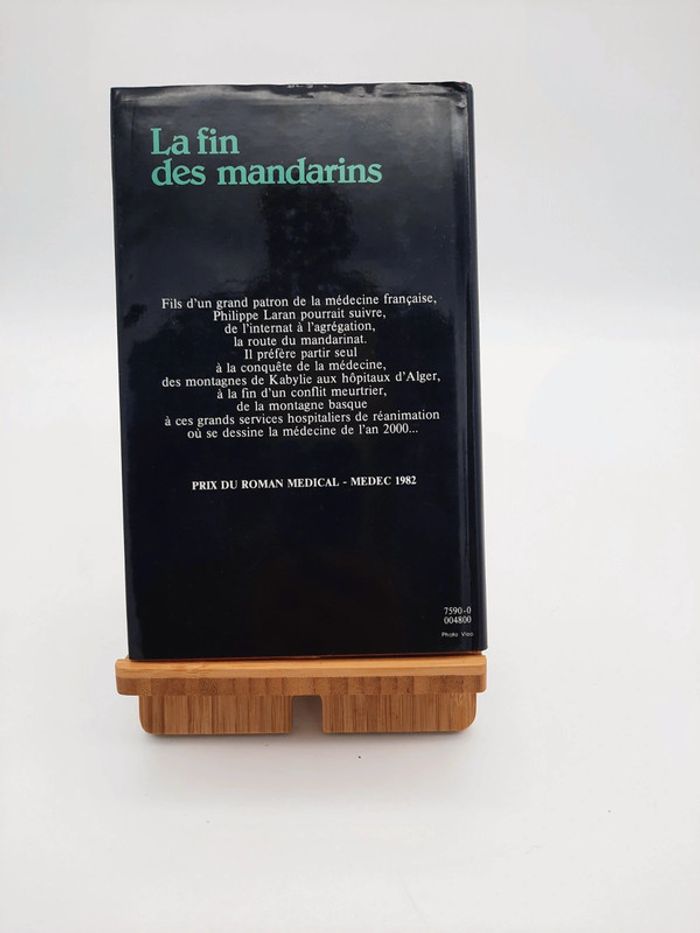 La fin
des mandarins
Fils d'un grand patron de la médecine française,
Philippe Laran pourrait suivre,
de l'internat à l'agrégation,
la route du mandarinat.
Il préfère partir seul
à la conquête de la médecine,
des montagnes de Kabylie aux hôpitaux d'Alger,
à la fin d'un conflit meurtrier,
de la montagne basque
à ces grands services hospitaliers de réanimation
où se dessine la médecine de l'an 2000...
PRIX DU ROMAN MEDICAL - MEDEC 1982
7590-0
004800
Photo